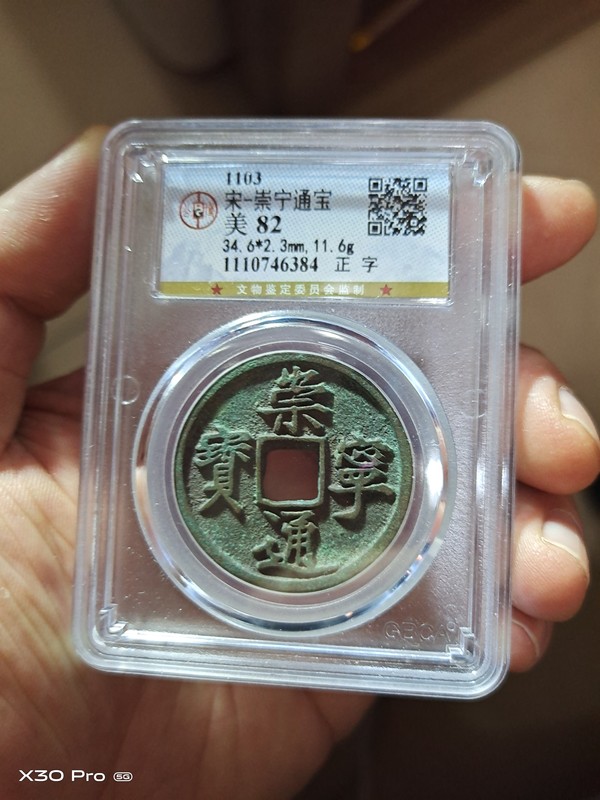 1103
宋-崇宁通宝
美 82
34.6*2.3mm,11.6g
1110746384 正字
G
★ 文物鉴定委员会监制 ★
崇
寳 寧
通
GBCA
X30 Pro 5G